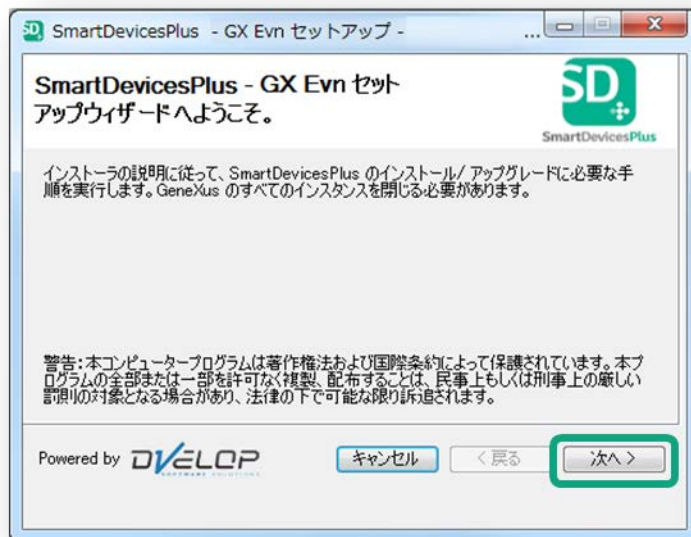 SmartDevicesPlus - GX Evn セットアップ - ...
SmartDevicesPlus - GX Evn セット
アップウィザードへようこそ。
SD
SmartDevicesPlus
インストーラの説明に従って、SmartDevicesPlus のインストール/アップグレードに必要な手
順を実行します。GeneXus のすべてのインスタンスを閉じる必要があります。
警告:本コンピュータープログラムは著作権法および国際条約によって保護されています。本プ
ログラムの全部または一部を許可なく複製、配布することは、民事上もしくは刑事上の厳しい
罰則の対象となる場合があり、法律の下で可能な限り訴追されます。
Powered by DVELOP
SOFTWARE SOLUTIONS
キャンセル < 戻る 次へ >